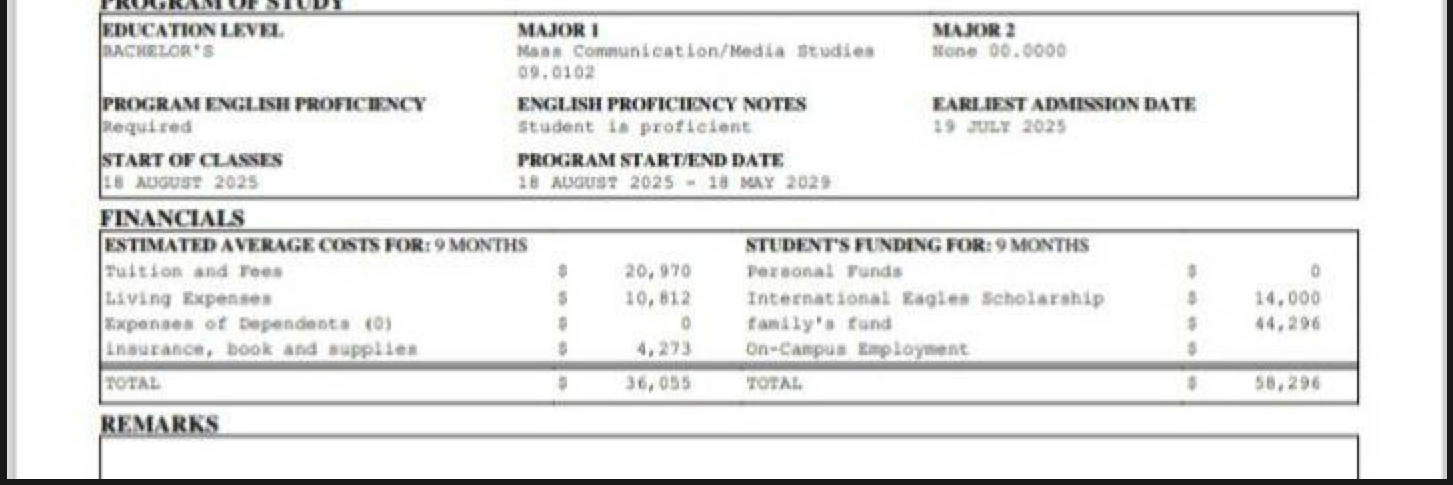 PROGRAM OF STUDY
EDUCATION LEVEL MAJOR 1 MAJOR 2
BACHELOR'S Mass Communication/Media Studies None 00.0000
09.0102
PROGRAM ENGLISH PROFICIENCY ENGLISH PROFICIENCY NOTES EARLIEST ADMISSION DATE
Required Student is proficient 19 JULY 2025
START OF CLASSES PROGRAM START/END DATE
18 AUGUST 2025 18 AUGUST 2025 - 18 MAY 2029
FINANCIALS
ESTIMATED AVERAGE COSTS FOR: 9 MONTHS STUDENT'S FUNDING FOR: 9 MONTHS
Tuition and Fees $ 20,970 Personal Funds $ 0
Living Expenses $ 10,812 International Eagles Scholarship $ 14,000
Expenses of Dependents (0) $ 0 family's fund $ 44,296
insurance, book and supplies $ 4,273 On-Campus Employment $
TOTAL $ 36,055 TOTAL $ 58,296
REMARKS